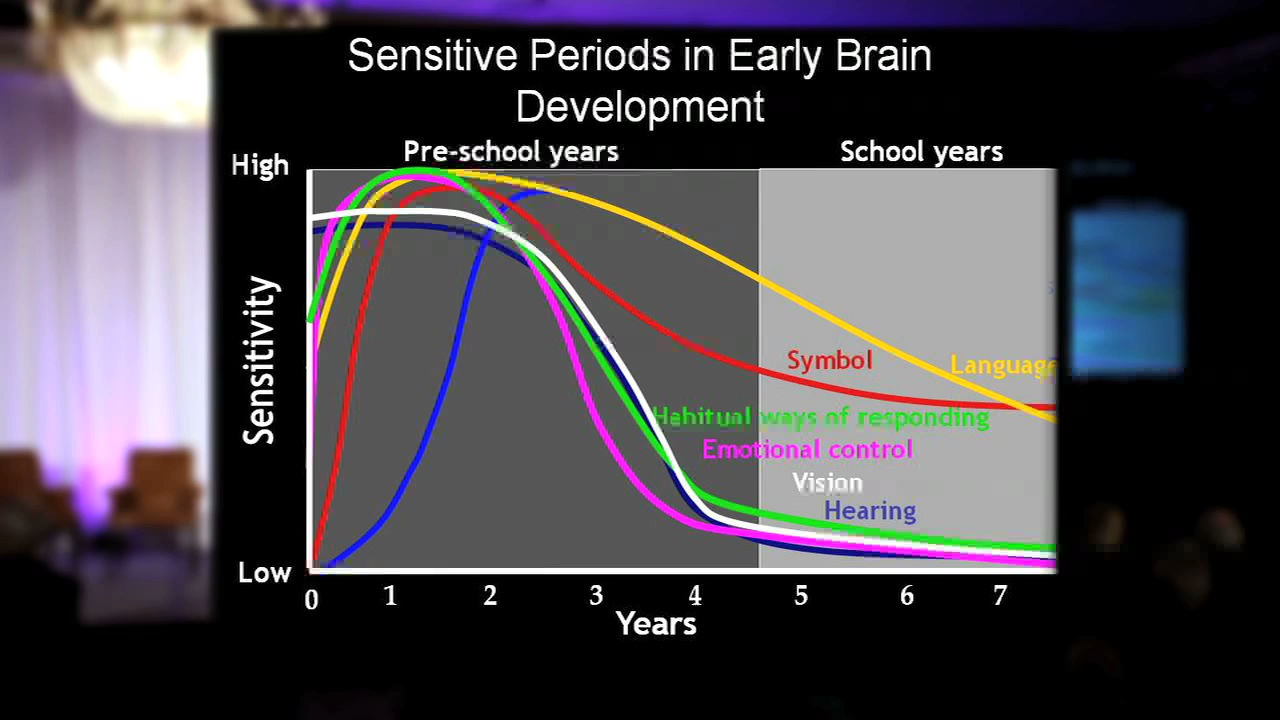 Sensitive Periods in Early Brain
Development
Pre-school years
School years
High
Sensitivity
Symbol
Language
Habitual ways of responding
Emotional control
Vision
Hearing
Low
0 1 2 3 4 5 6 7
Years